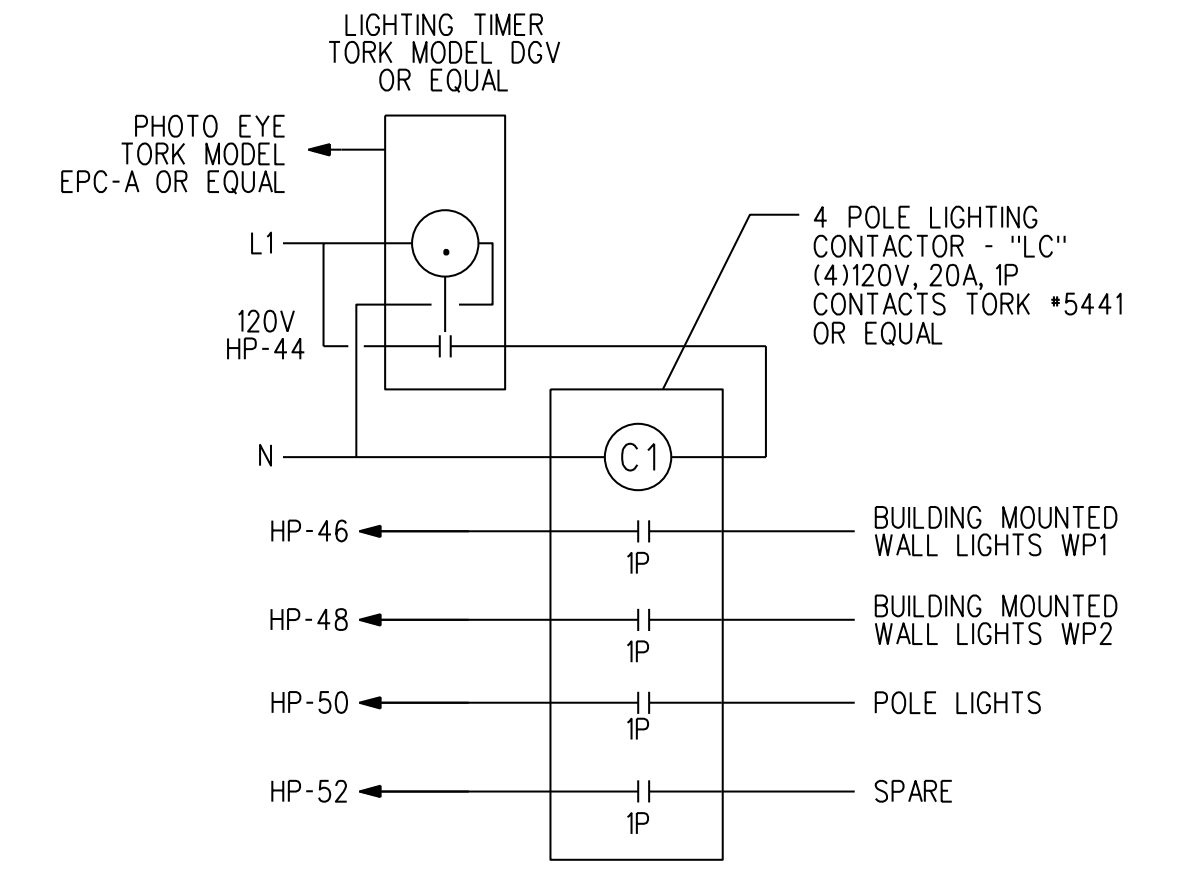 LIGHTING TIMER
TORK MODEL DGV
OR EQUAL
PHOTO EYE
TORK MODEL
EPC-A OR EQUAL
L1
120V
HP-44
N
4 POLE LIGHTING
CONTACTOR - "LC"
(4)120V, 20A, 1P
CONTACTS TORK #5441
OR EQUAL
C1
HP-46
1P
BUILDING MOUNTED
WALL LIGHTS WP1
HP-48
1P
BUILDING MOUNTED
WALL LIGHTS WP2
HP-50
1P
POLE LIGHTS
HP-52
1P
SPARE